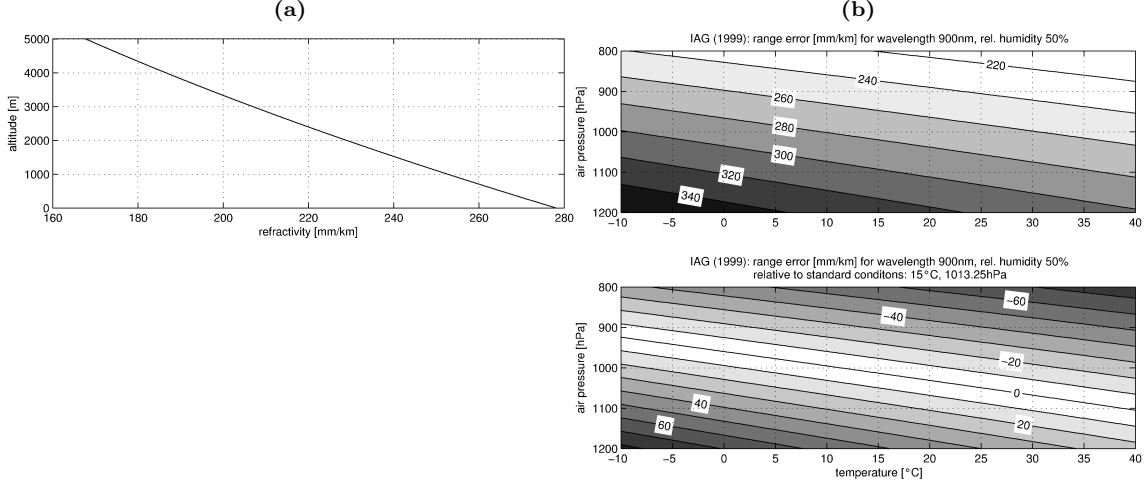 (a)
5000
4000
3000
2000
1000
0
altitude [m]
160 180 200 220 240 260 280
refractivity [mm/km]
(b)
IAG (1999): range error [mm/km] for wavelength 900nm, rel. humidity 50%
800
900
1000
1100
1200
air pressure [hPa]
220
240
260
280
300
320
340
−10 −5 0 5 10 15 20 25 30 35 40
IAG (1999): range error [mm/km] for wavelength 900nm, rel. humidity 50%
relative to standard conditons: 15°C, 1013.25hPa
800
900
1000
1100
1200
air pressure [hPa]
−60
−40
−20
0
20
40
60
−10 −5 0 5 10 15 20 25 30 35 40
temperature [°C]